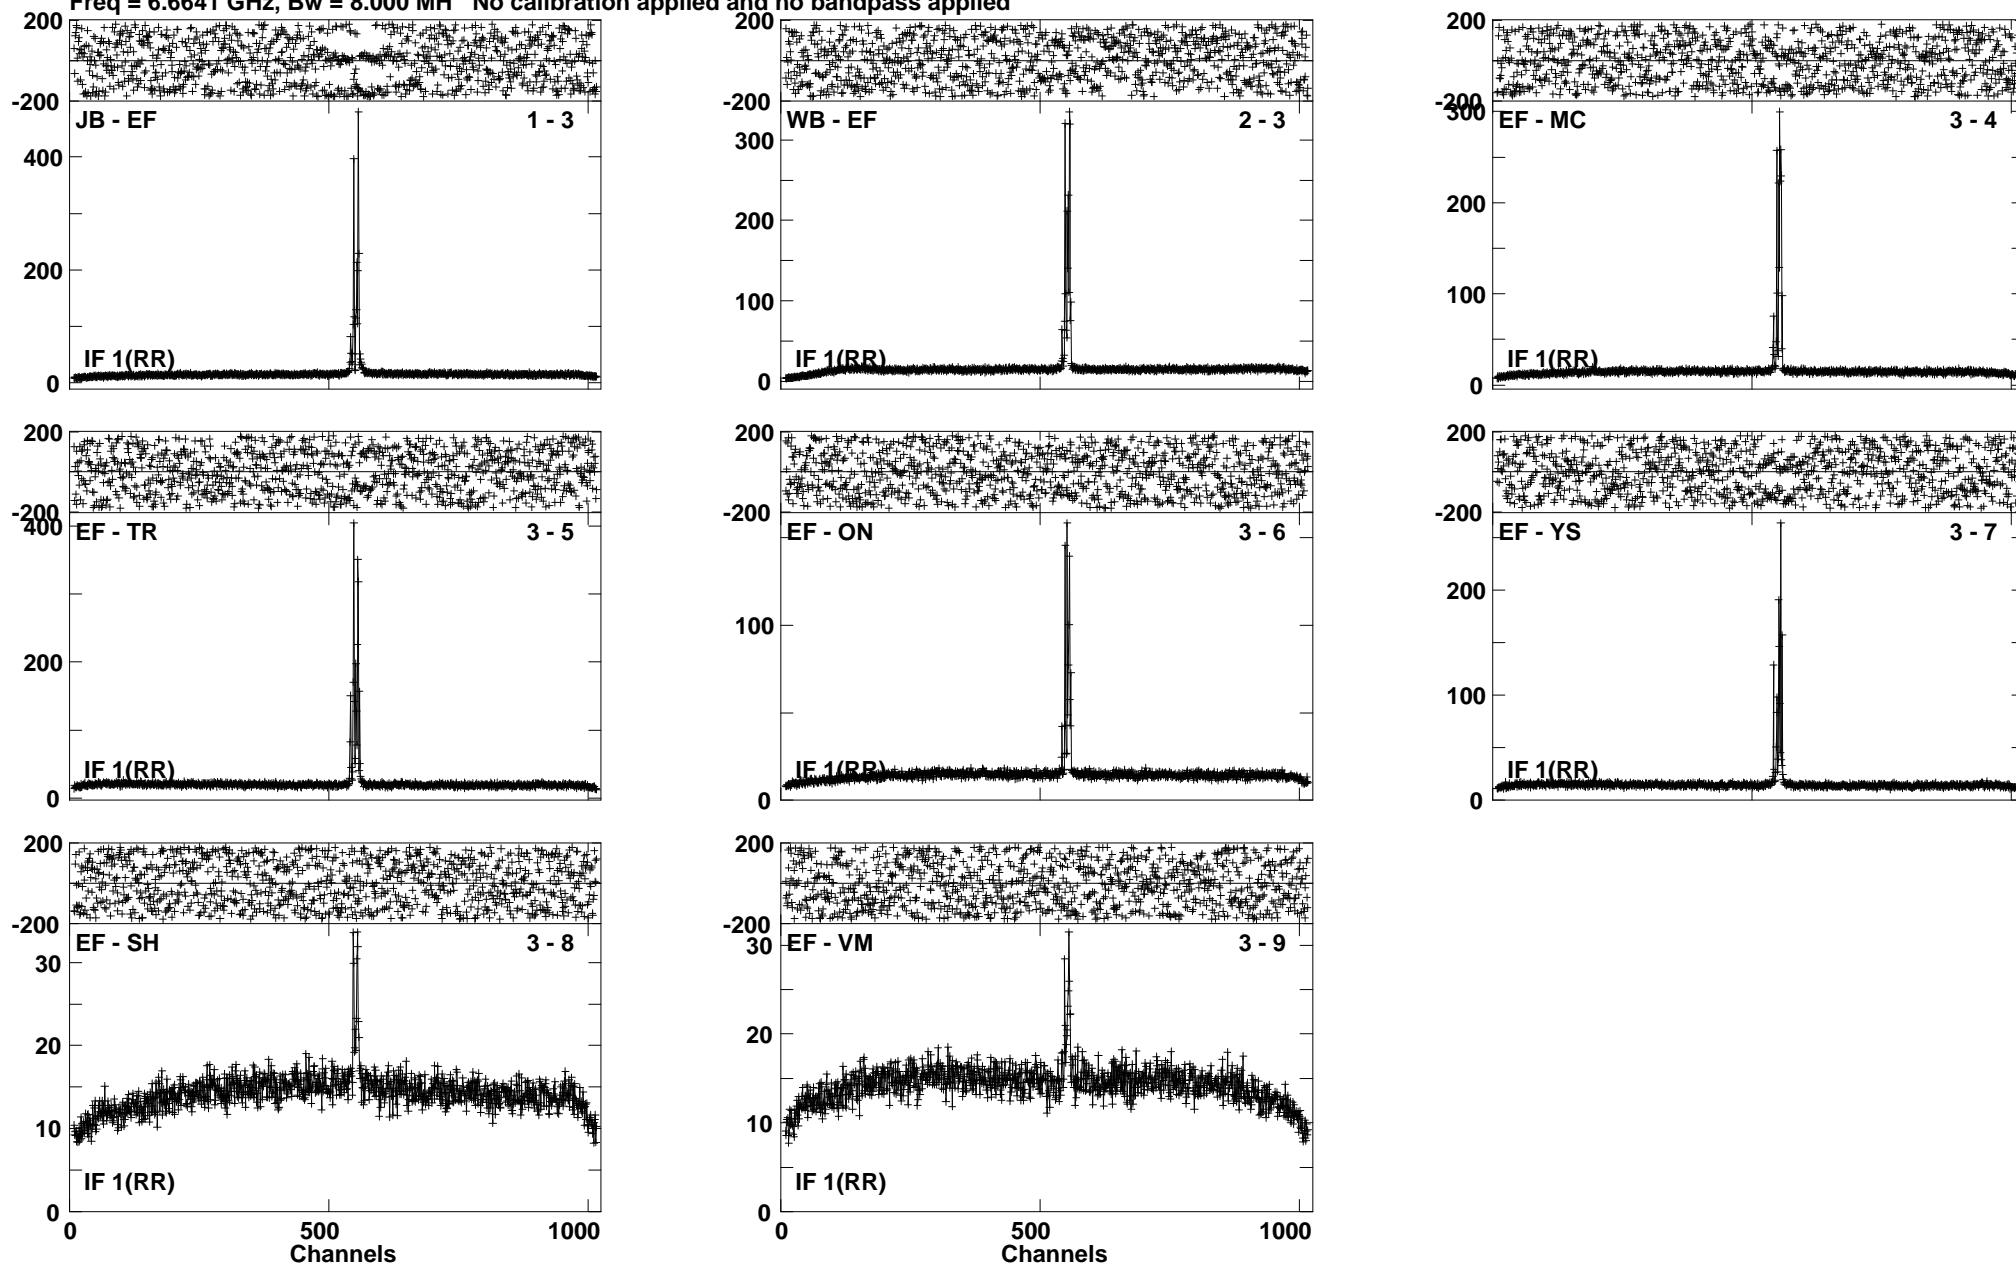 Freq = 6.6641 GHz, Bw = 8.000 MH No calibration applied and no bandpass applied
200
-200
JB - EF 1 - 3
400
200
0
IF 1(RR)
200
-200
WB - EF 2 - 3
300
200
100
0
IF 1(RR)
200
-200
300
EF - MC 3 - 4
200
100
0
IF 1(RR)
200
-200
400
EF - TR 3 - 5
200
0
IF 1(RR)
200
-200
EF - ON 3 - 6
100
0
IF 1(RR)
200
-200
EF - YS 3 - 7
200
100
0
IF 1(RR)
200
-200
EF - SH 3 - 8
30
20
10
0
IF 1(RR)
0 500 1000
Channels
200
-200
EF - VM 3 - 9
30
20
10
0
IF 1(RR)
0 500 1000
Channels